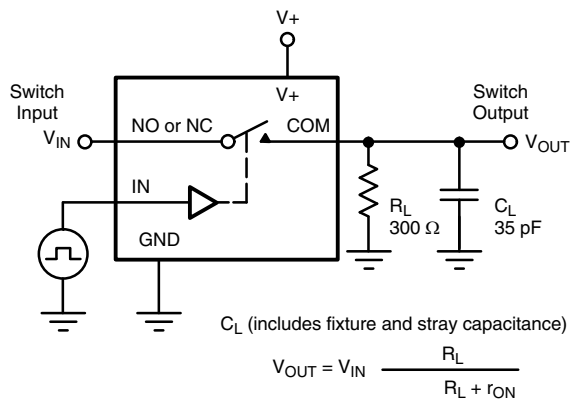 V+
V+
Switch
Input
Switch
Output
NO or NC
COM
VIN
VOUT
IN
RL
300 Ω
CL
35 pF
GND
CL (includes fixture and stray capacitance)
VOUT = VIN RL
RL + rON